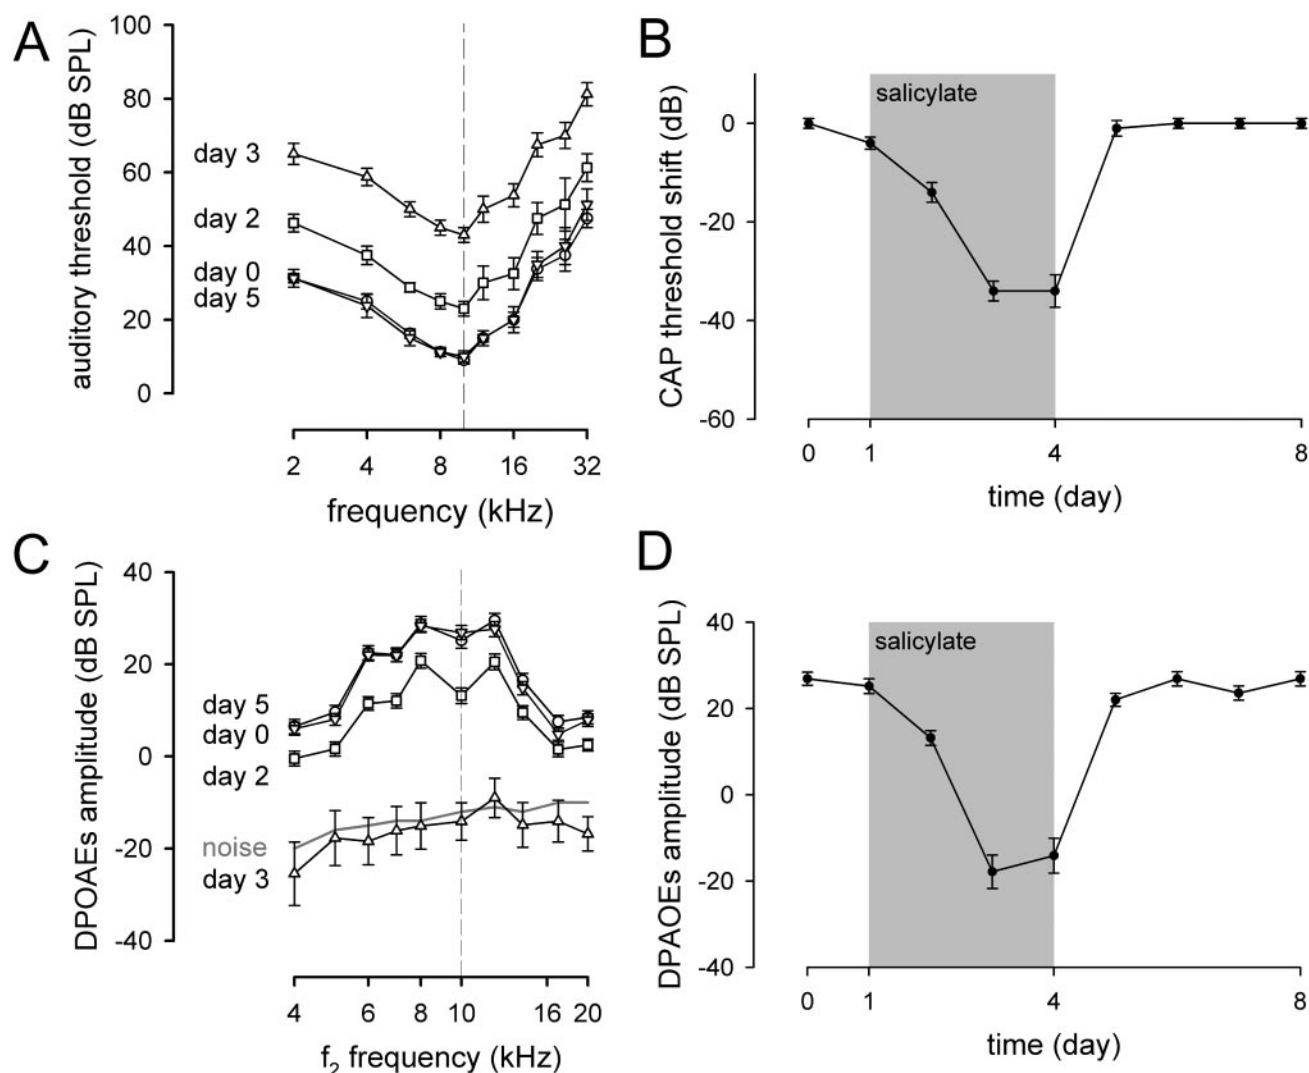 A
auditory threshold (dB SPL)
100
80
60
40
20
0
day 3
day 2
day 0
day 5
2
4
8
16
32
frequency (kHz)
B
CAP threshold shift (dB)
0
-20
-40
-60
salicylate
0
1
4
8
time (day)
C
DPOAEs amplitude (dB SPL)
40
20
0
-20
-40
day 5
day 0
day 2
noise
day 3
4
6
8
10
16
20
f2 frequency (kHz)
D
DPAOEs amplitude (dB SPL)
40
20
0
-20
-40
salicylate
0
1
4
8
time (day)